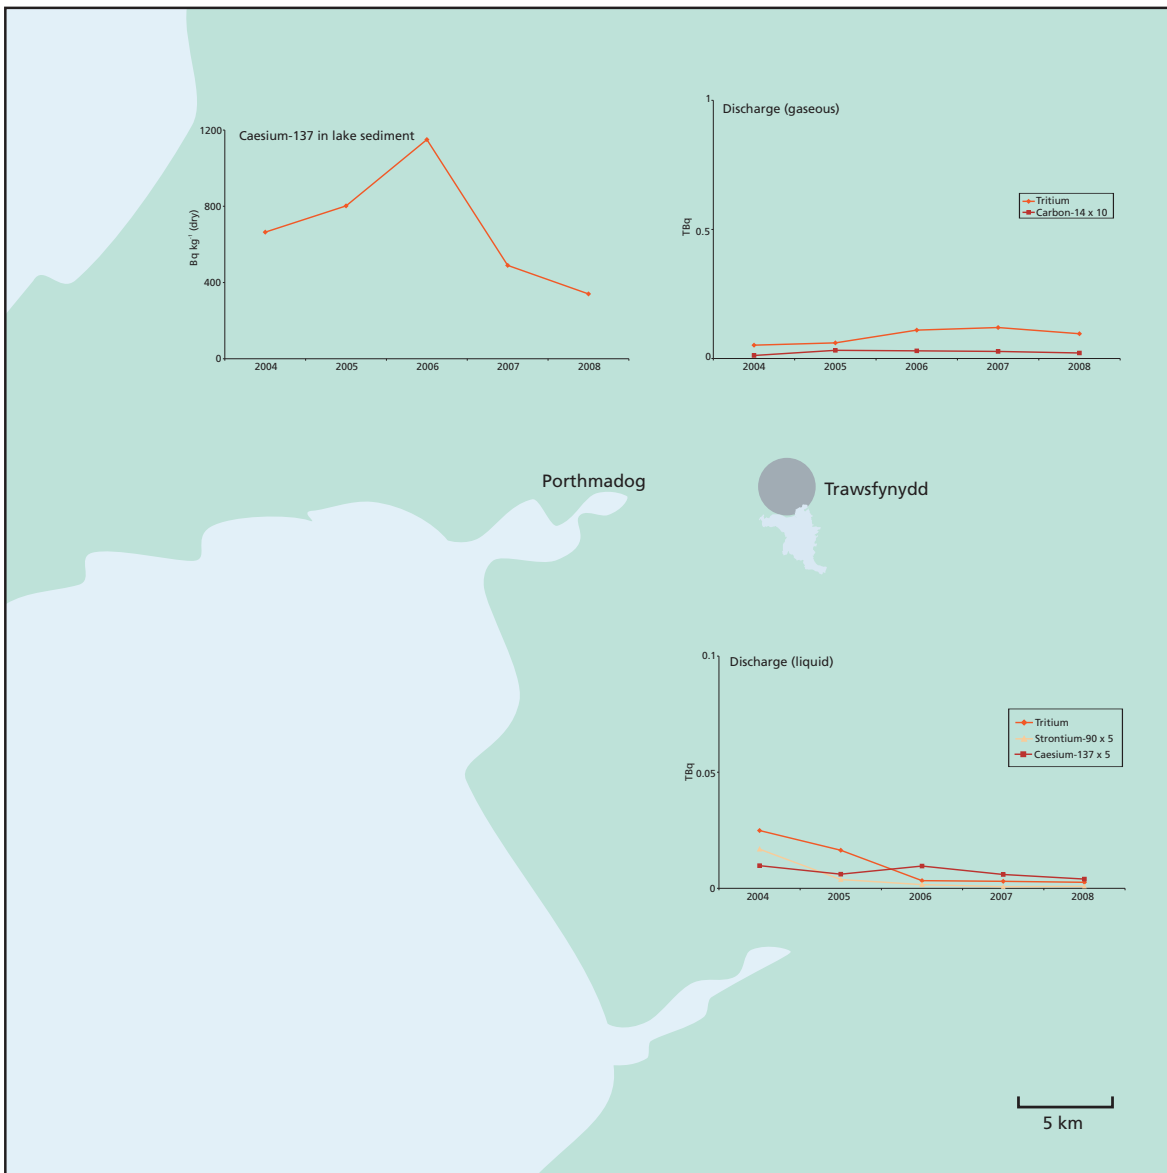 Caesium-137 in lake sediment
1200
800
400
0
Bq kg⁻¹ (dry)
2004 2005 2006 2007 2008
Discharge (gaseous)
1
0.5
0
TBq
Tritium
Carbon-14 x 10
2004 2005 2006 2007 2008
Porthmadog
Trawsfynydd
Discharge (liquid)
0.1
0.05
0
TBq
Tritium
Strontium-90 x 5
Caesium-137 x 5
2004 2005 2006 2007 2008
5 km